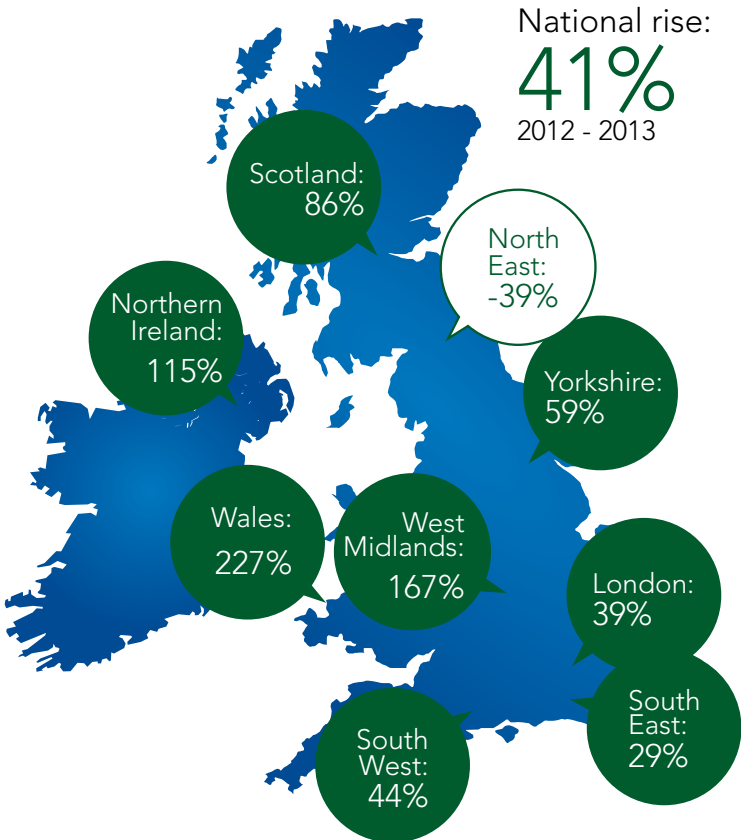 National rise:
41%
2012 - 2013
Scotland:
86%
North
East:
-39%
Northern
Ireland:
115%
Yorkshire:
59%
Wales:
227%
West
Midlands:
167%
London:
39%
South
East:
29%
South
West:
44%